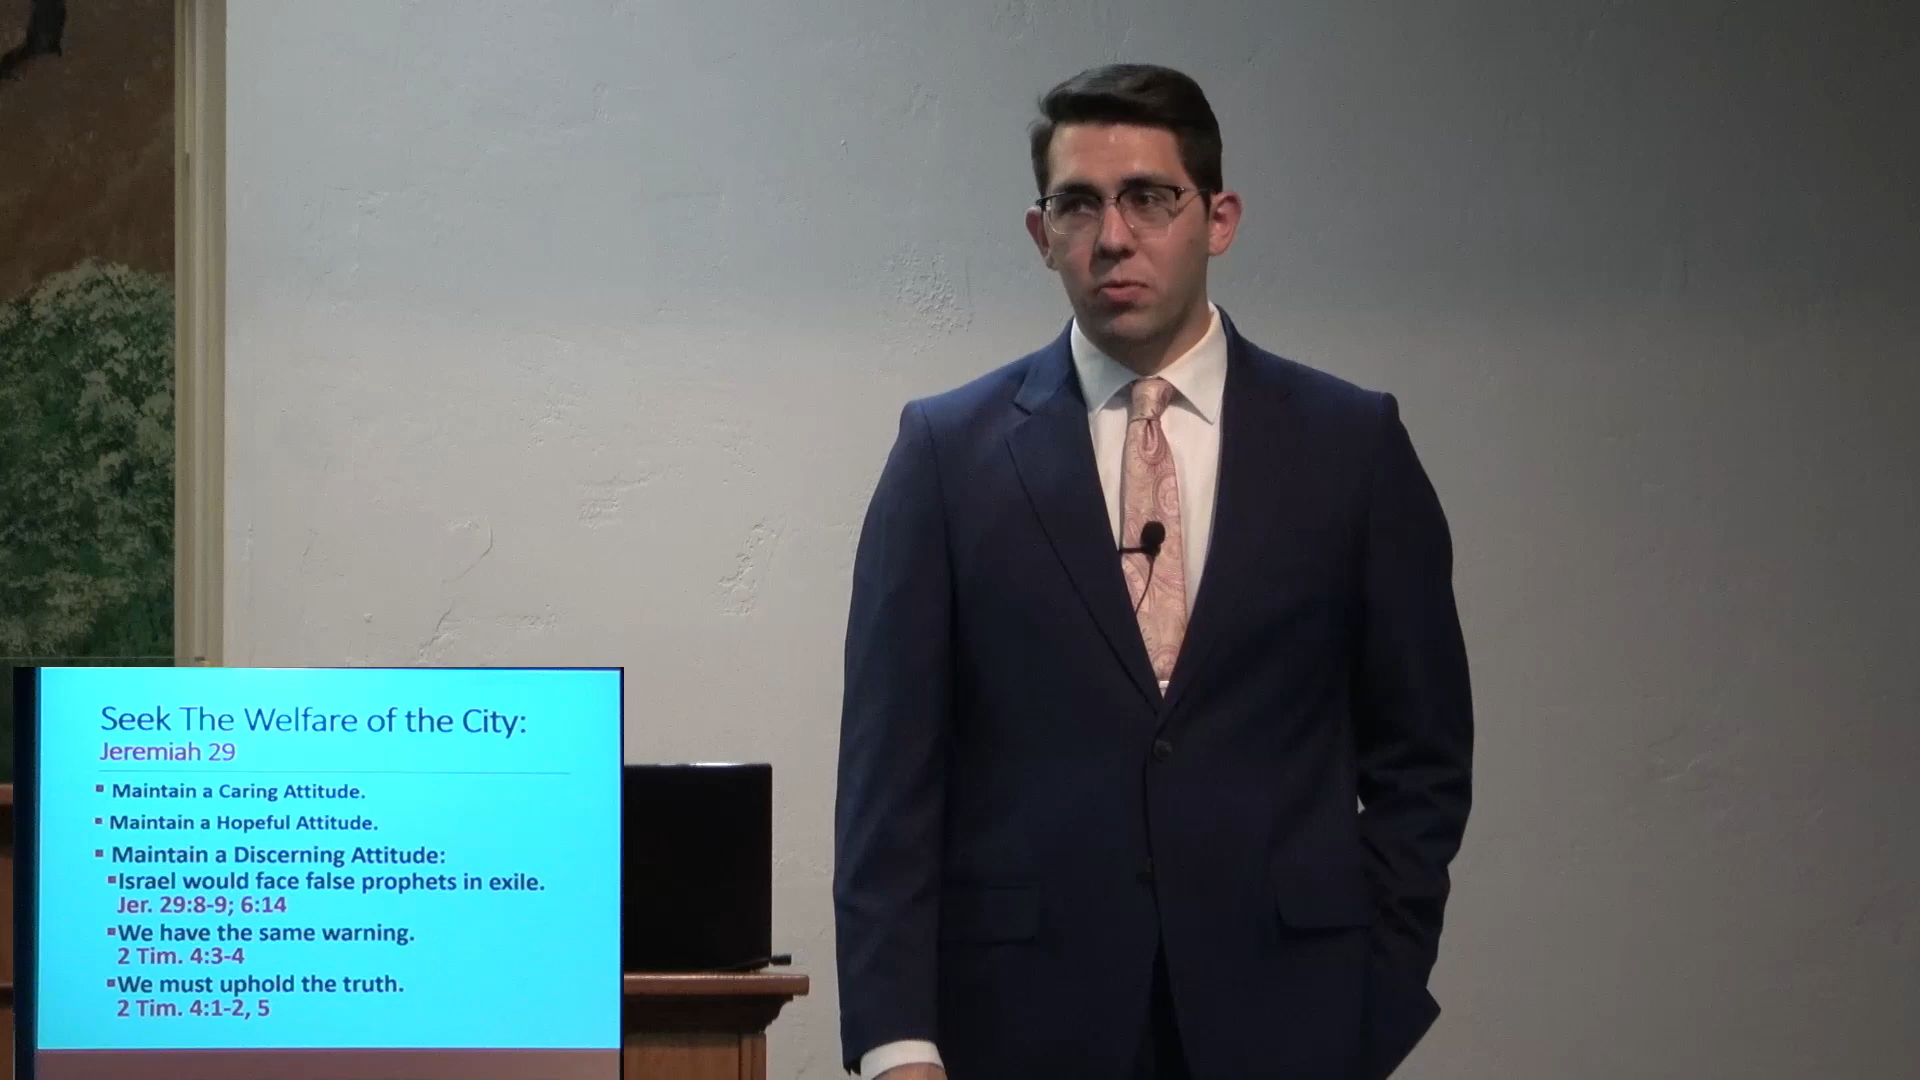 Seek The Welfare of the City:
Jeremiah 29
Maintain a Caring Attitude.
Maintain a Hopeful Attitude.
Maintain a Discerning Attitude:
Israel would face false prophets in exile.
Jer. 29:8-9; 6:14
We have the same warning.
2 Tim. 4:3-4
We must uphold the truth.
2 Tim. 4:1-2, 5